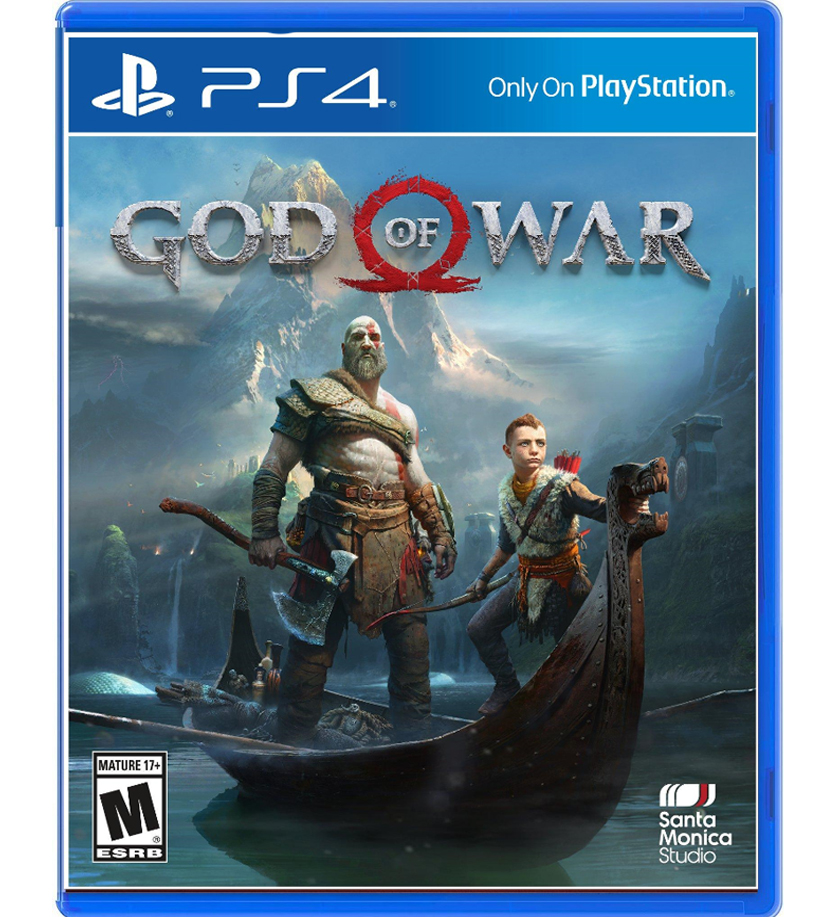 PS4®
Only On PlayStation®
GOD OF WAR
MATURE 17+
M®
ESRB
Santa
Monica
Studio